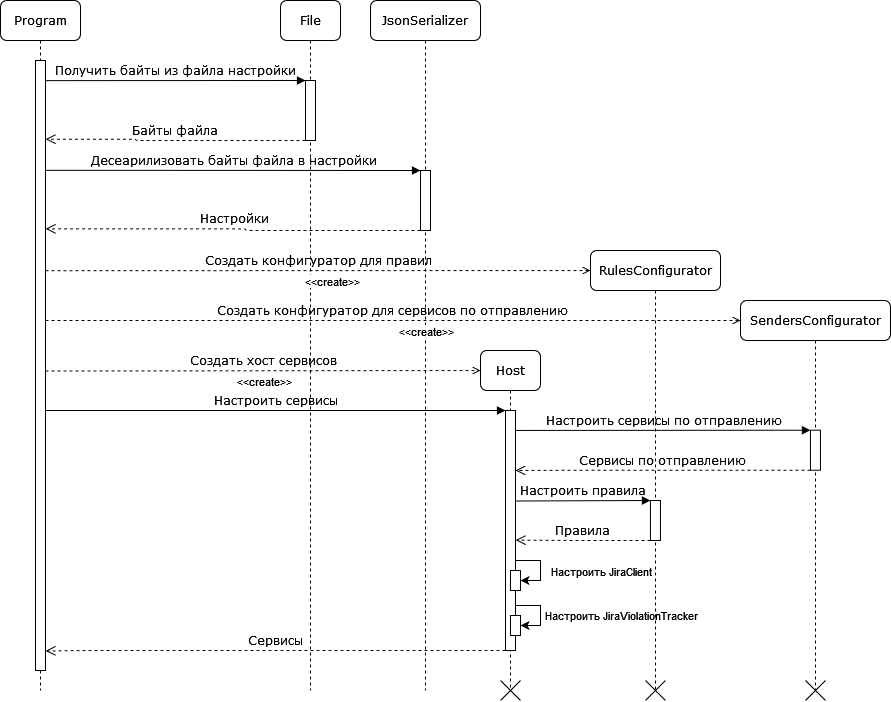 Program
File
JsonSerializer
Получить байты из файла настройки
Байты файла
Десеарилизовать байты файла в настройки
Настройки
Создать конфигуратор для правил
<<create>>
RulesConfigurator
Создать конфигуратор для сервисов по отправлению
<<create>>
SendersConfigurator
Создать хост сервисов
<<create>>
Host
Настроить сервисы
Настроить сервисы по отправлению
Сервисы по отправлению
Настроить правила
Правила
Настроить JiraClient
Настроить JiraViolationTracker
Сервисы